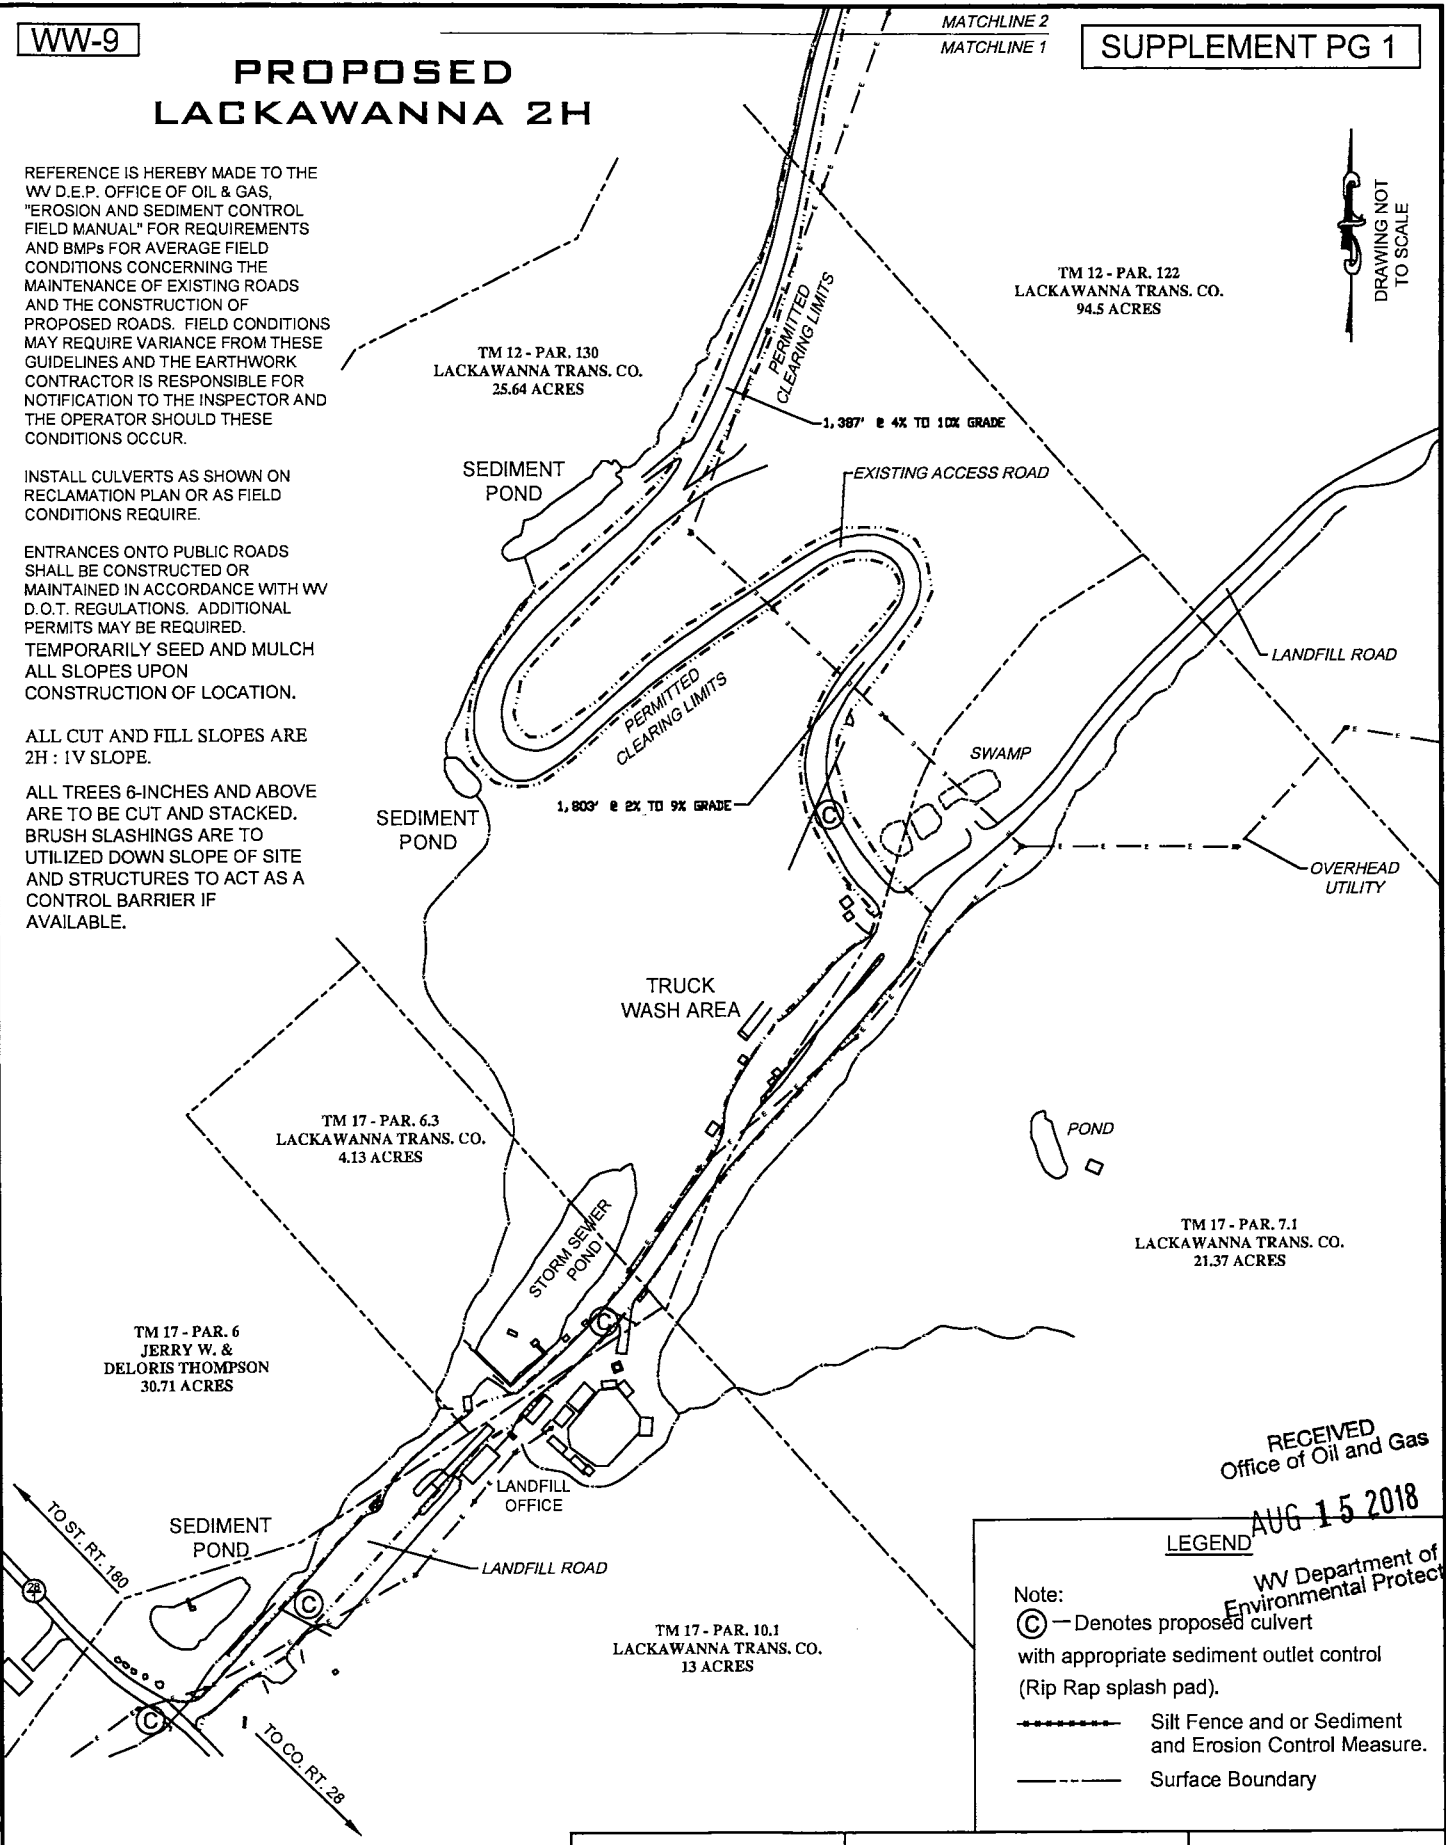 WW-9
MATCHLINE 2
MATCHLINE 1
SUPPLEMENT PG 1
PROPOSED
LACKAWANNA 2H
REFERENCE IS HEREBY MADE TO THE
WV D.E.P. OFFICE OF OIL & GAS,
"EROSION AND SEDIMENT CONTROL
FIELD MANUAL" FOR REQUIREMENTS
AND BMPs FOR AVERAGE FIELD
CONDITIONS CONCERNING THE
MAINTENANCE OF EXISTING ROADS
AND THE CONSTRUCTION OF
PROPOSED ROADS. FIELD CONDITIONS
MAY REQUIRE VARIANCE FROM THESE
GUIDELINES AND THE EARTHWORK
CONTRACTOR IS RESPONSIBLE FOR
NOTIFICATION TO THE INSPECTOR AND
THE OPERATOR SHOULD THESE
CONDITIONS OCCUR.
INSTALL CULVERTS AS SHOWN ON
RECLAMATION PLAN OR AS FIELD
CONDITIONS REQUIRE.
ENTRANCES ONTO PUBLIC ROADS
SHALL BE CONSTRUCTED OR
MAINTAINED IN ACCORDANCE WITH WV
D.O.T. REGULATIONS. ADDITIONAL
PERMITS MAY BE REQUIRED.
TEMPORARILY SEED AND MULCH
ALL SLOPES UPON
CONSTRUCTION OF LOCATION.
ALL CUT AND FILL SLOPES ARE
2H : 1V SLOPE.
ALL TREES 6-INCHES AND ABOVE
ARE TO BE CUT AND STACKED.
BRUSH SLASHINGS ARE TO
UTILIZED DOWN SLOPE OF SITE
AND STRUCTURES TO ACT AS A
CONTROL BARRIER IF
AVAILABLE.
DRAWING NOT
TO SCALE
TM 12 - PAR. 122
LACKAWANNA TRANS. CO.
94.5 ACRES
TM 12 - PAR. 130
LACKAWANNA TRANS. CO.
25.64 ACRES
PERMITTED
CLEARING LIMITS
1,387' @ 4% TO 10% GRADE
SEDIMENT
POND
EXISTING ACCESS ROAD
LANDFILL ROAD
PERMITTED
CLEARING LIMITS
SWAMP
1,803' @ 2% TO 9% GRADE
C
SEDIMENT
POND
OVERHEAD
UTILITY
TRUCK
WASH AREA
TM 17 - PAR. 6.3
LACKAWANNA TRANS. CO.
4.13 ACRES
POND
STORM SEWER
POND
TM 17 - PAR. 7.1
LACKAWANNA TRANS. CO.
21.37 ACRES
C
TM 17 - PAR. 6
JERRY W. &
DELORIS THOMPSON
30.71 ACRES
LANDFILL
OFFICE
SEDIMENT
POND
LANDFILL ROAD
TO ST. RT. 180
28
C
TM 17 - PAR. 10.1
LACKAWANNA TRANS. CO.
13 ACRES
C
TO CO. RT. 28
RECEIVED
Office of Oil and Gas
AUG 15 2018
WV Department of
Environmental Protect
LEGEND
Note:
C - Denotes proposed culvert
with appropriate sediment outlet control
(Rip Rap splash pad).
Silt Fence and or Sediment
and Erosion Control Measure.
Surface Boundary